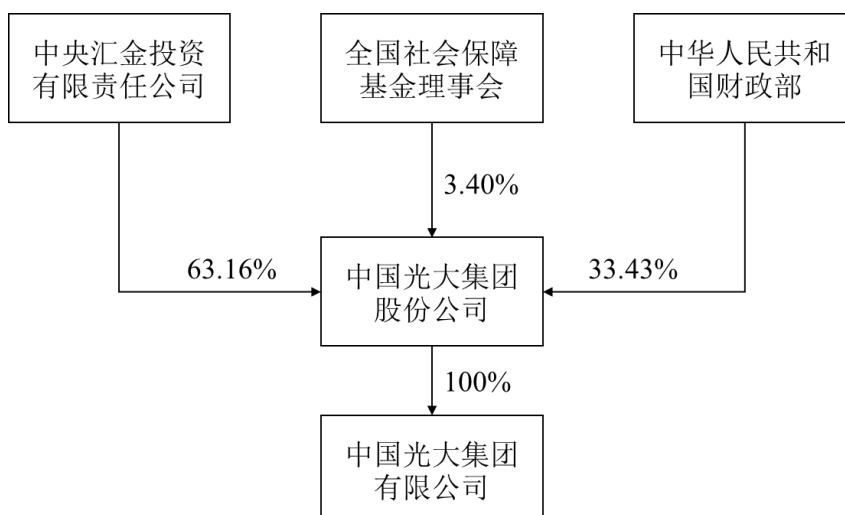 中央汇金投资
有限责任公司
全国社会保障
基金理事会
中华人民共和
国财政部
3.40%
63.16%
中国光大集团
股份公司
33.43%
100%
中国光大集团
有限公司